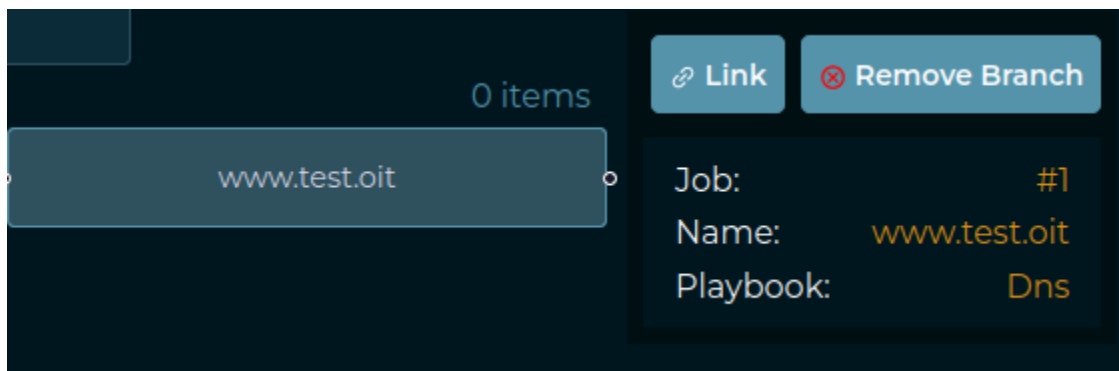 0 items
www.test.oit
Link
Remove Branch
Job: #1
Name: www.test.oit
Playbook: Dns